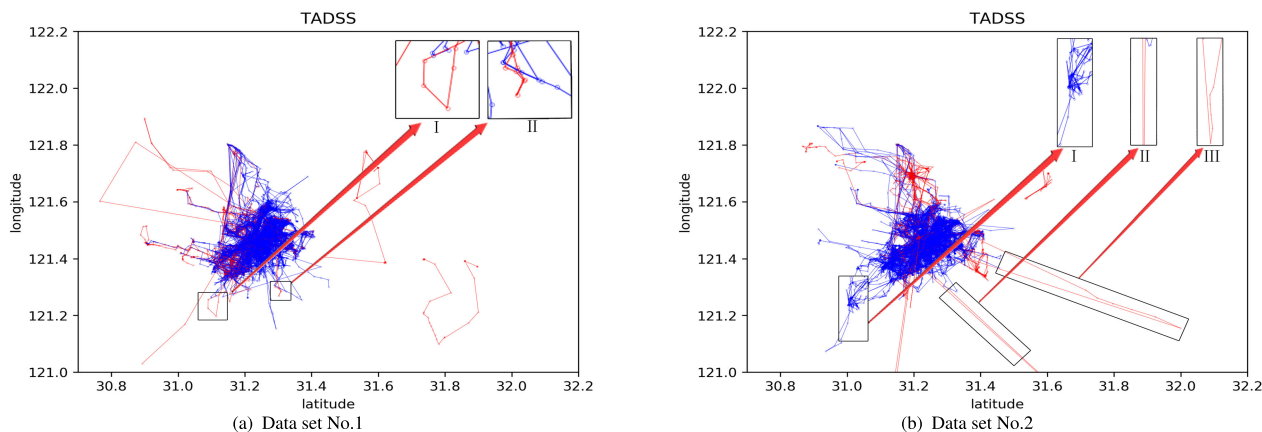 TADSS
122.2
122.0
121.8
121.6
121.4
121.2
121.0
longitude
I
II
30.8 31.0 31.2 31.4 31.6 31.8 32.0 32.2
latitude
(a) Data set No.1
TADSS
122.2
122.0
121.8
121.6
121.4
121.2
121.0
longitude
I
II
III
30.8 31.0 31.2 31.4 31.6 31.8 32.0 32.2
latitude
(b) Data set No.2